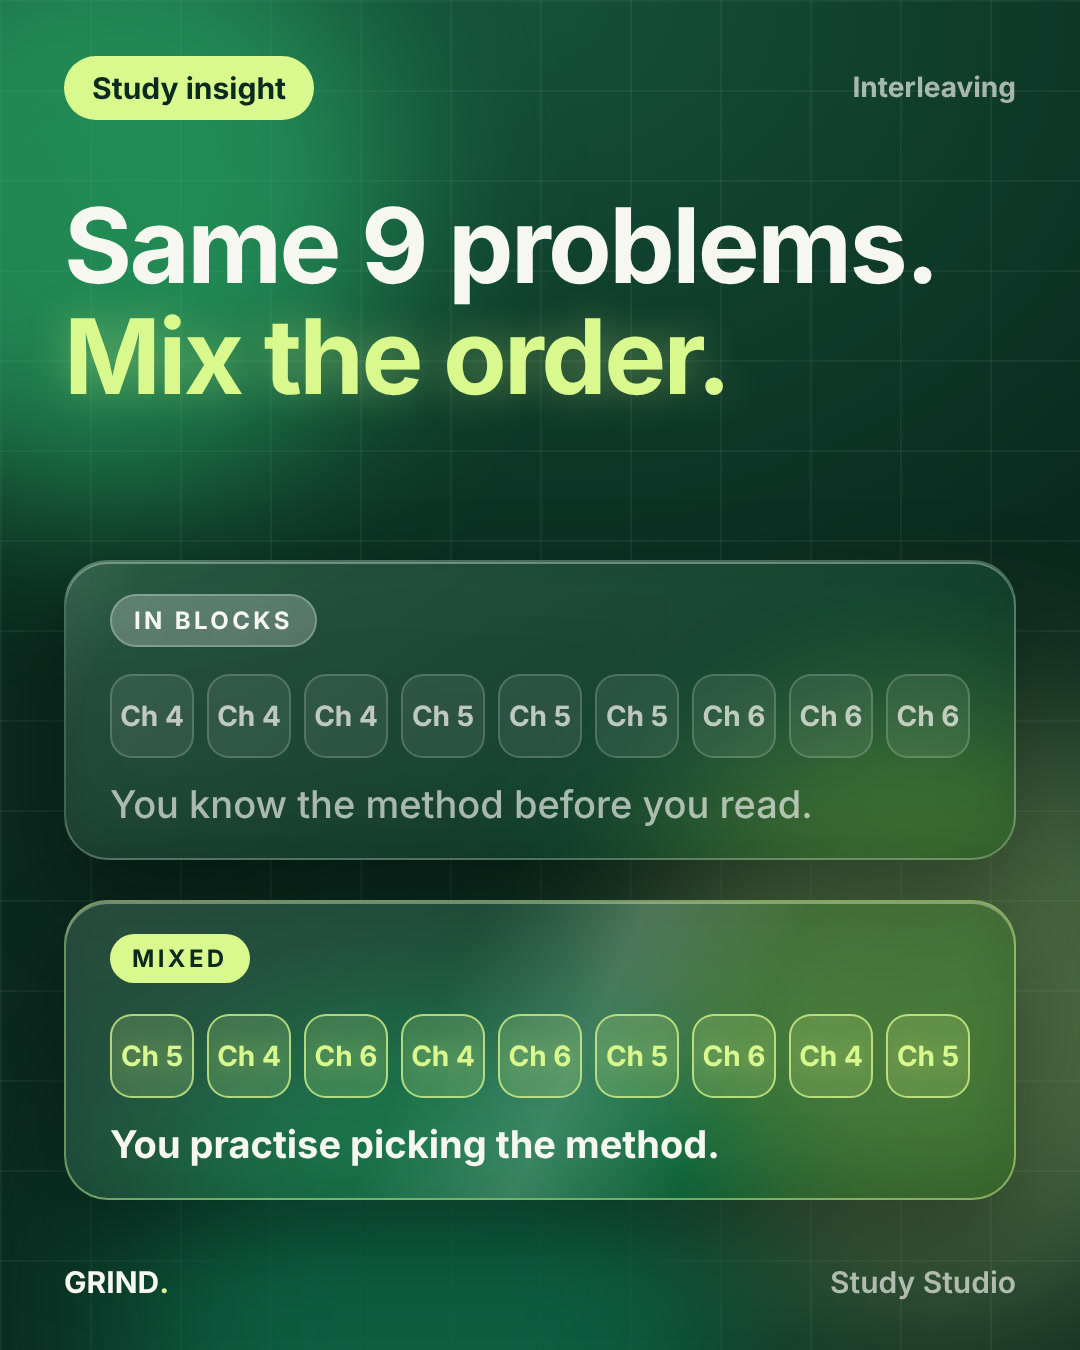 Study insight
Interleaving
Same 9 problems.
Mix the order.
IN BLOCKS
Ch 4 Ch 4 Ch 4 Ch 5 Ch 5 Ch 5 Ch 6 Ch 6 Ch 6
You know the method before you read.
MIXED
Ch 5 Ch 4 Ch 6 Ch 4 Ch 6 Ch 5 Ch 6 Ch 4 Ch 5
You practise picking the method.
GRIND.
Study Studio